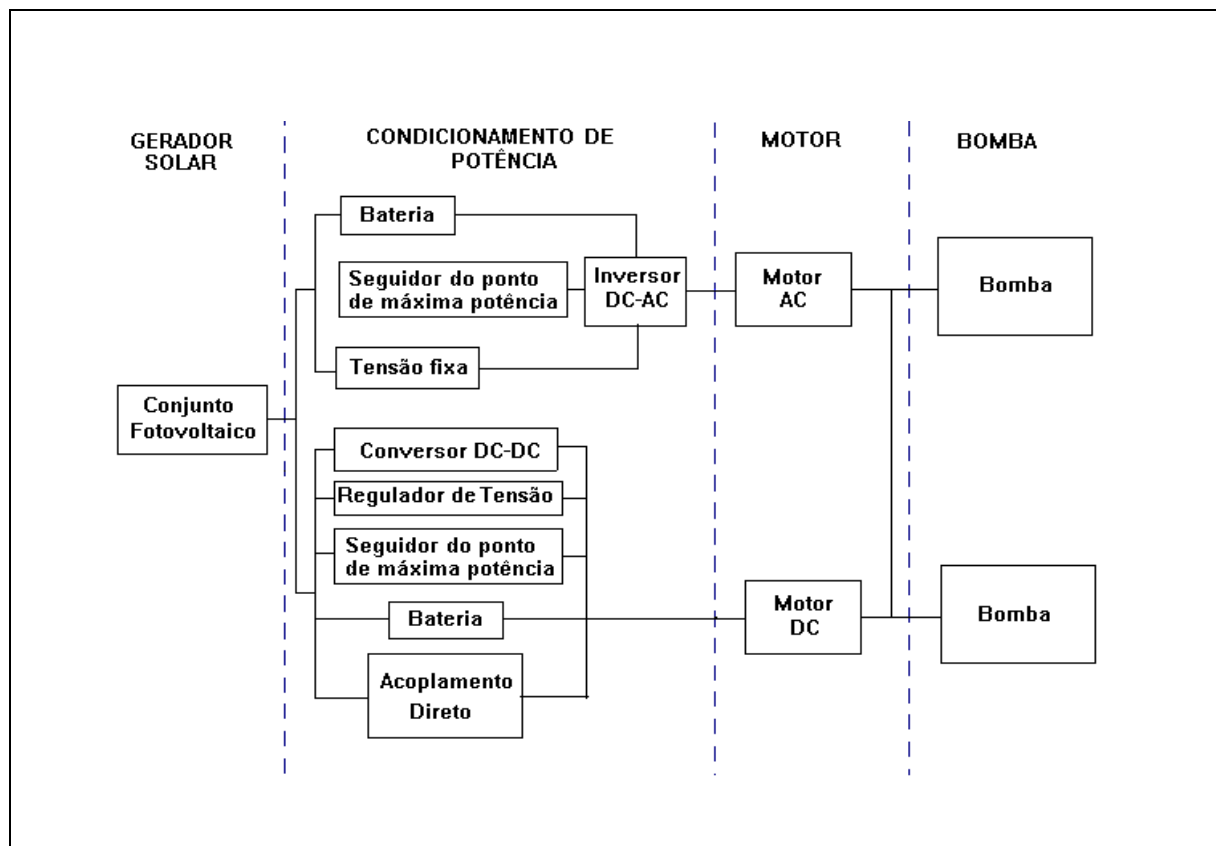 GERADOR
SOLAR
CONDICIONAMENTO DE
POTÊNCIA
MOTOR
BOMBA
Bateria
Seguidor do ponto
de máxima potência
Tensão fixa
Inversor
DC-AC
Motor
AC
Bomba
Conjunto
Fotovoltaico
Conversor DC-DC
Regulador de Tensão
Seguidor do ponto
de máxima potência
Bateria
Acoplamento
Direto
Motor
DC
Bomba